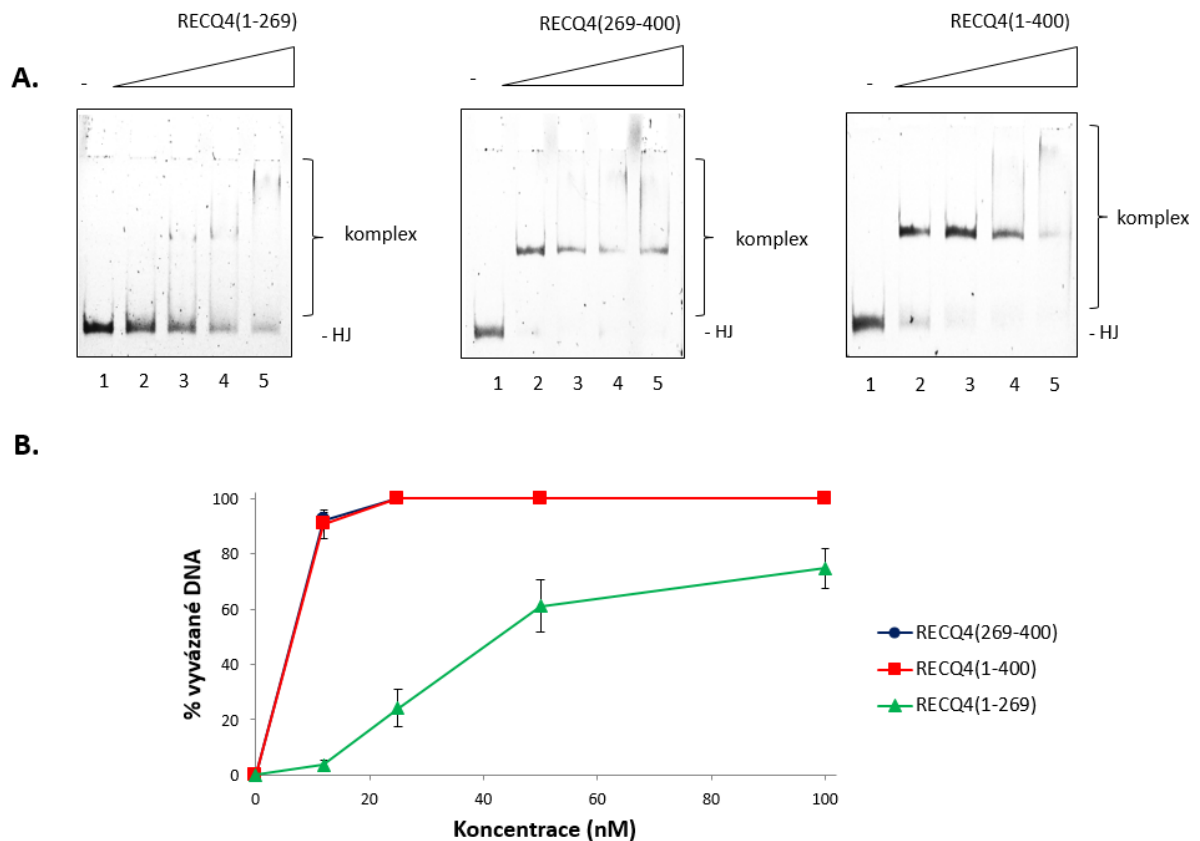 RECQ4(1-269) RECQ4(269-400) RECQ4(1-400)
A.
- - -
komplex komplex komplex
- HJ - HJ - HJ
1 2 3 4 5 1 2 3 4 5 1 2 3 4 5
B.
% vyvázané DNA
100
80
60
40
20
0
0 20 40 60 80 100
Koncentrace (nM)
RECQ4(269-400)
RECQ4(1-400)
RECQ4(1-269)